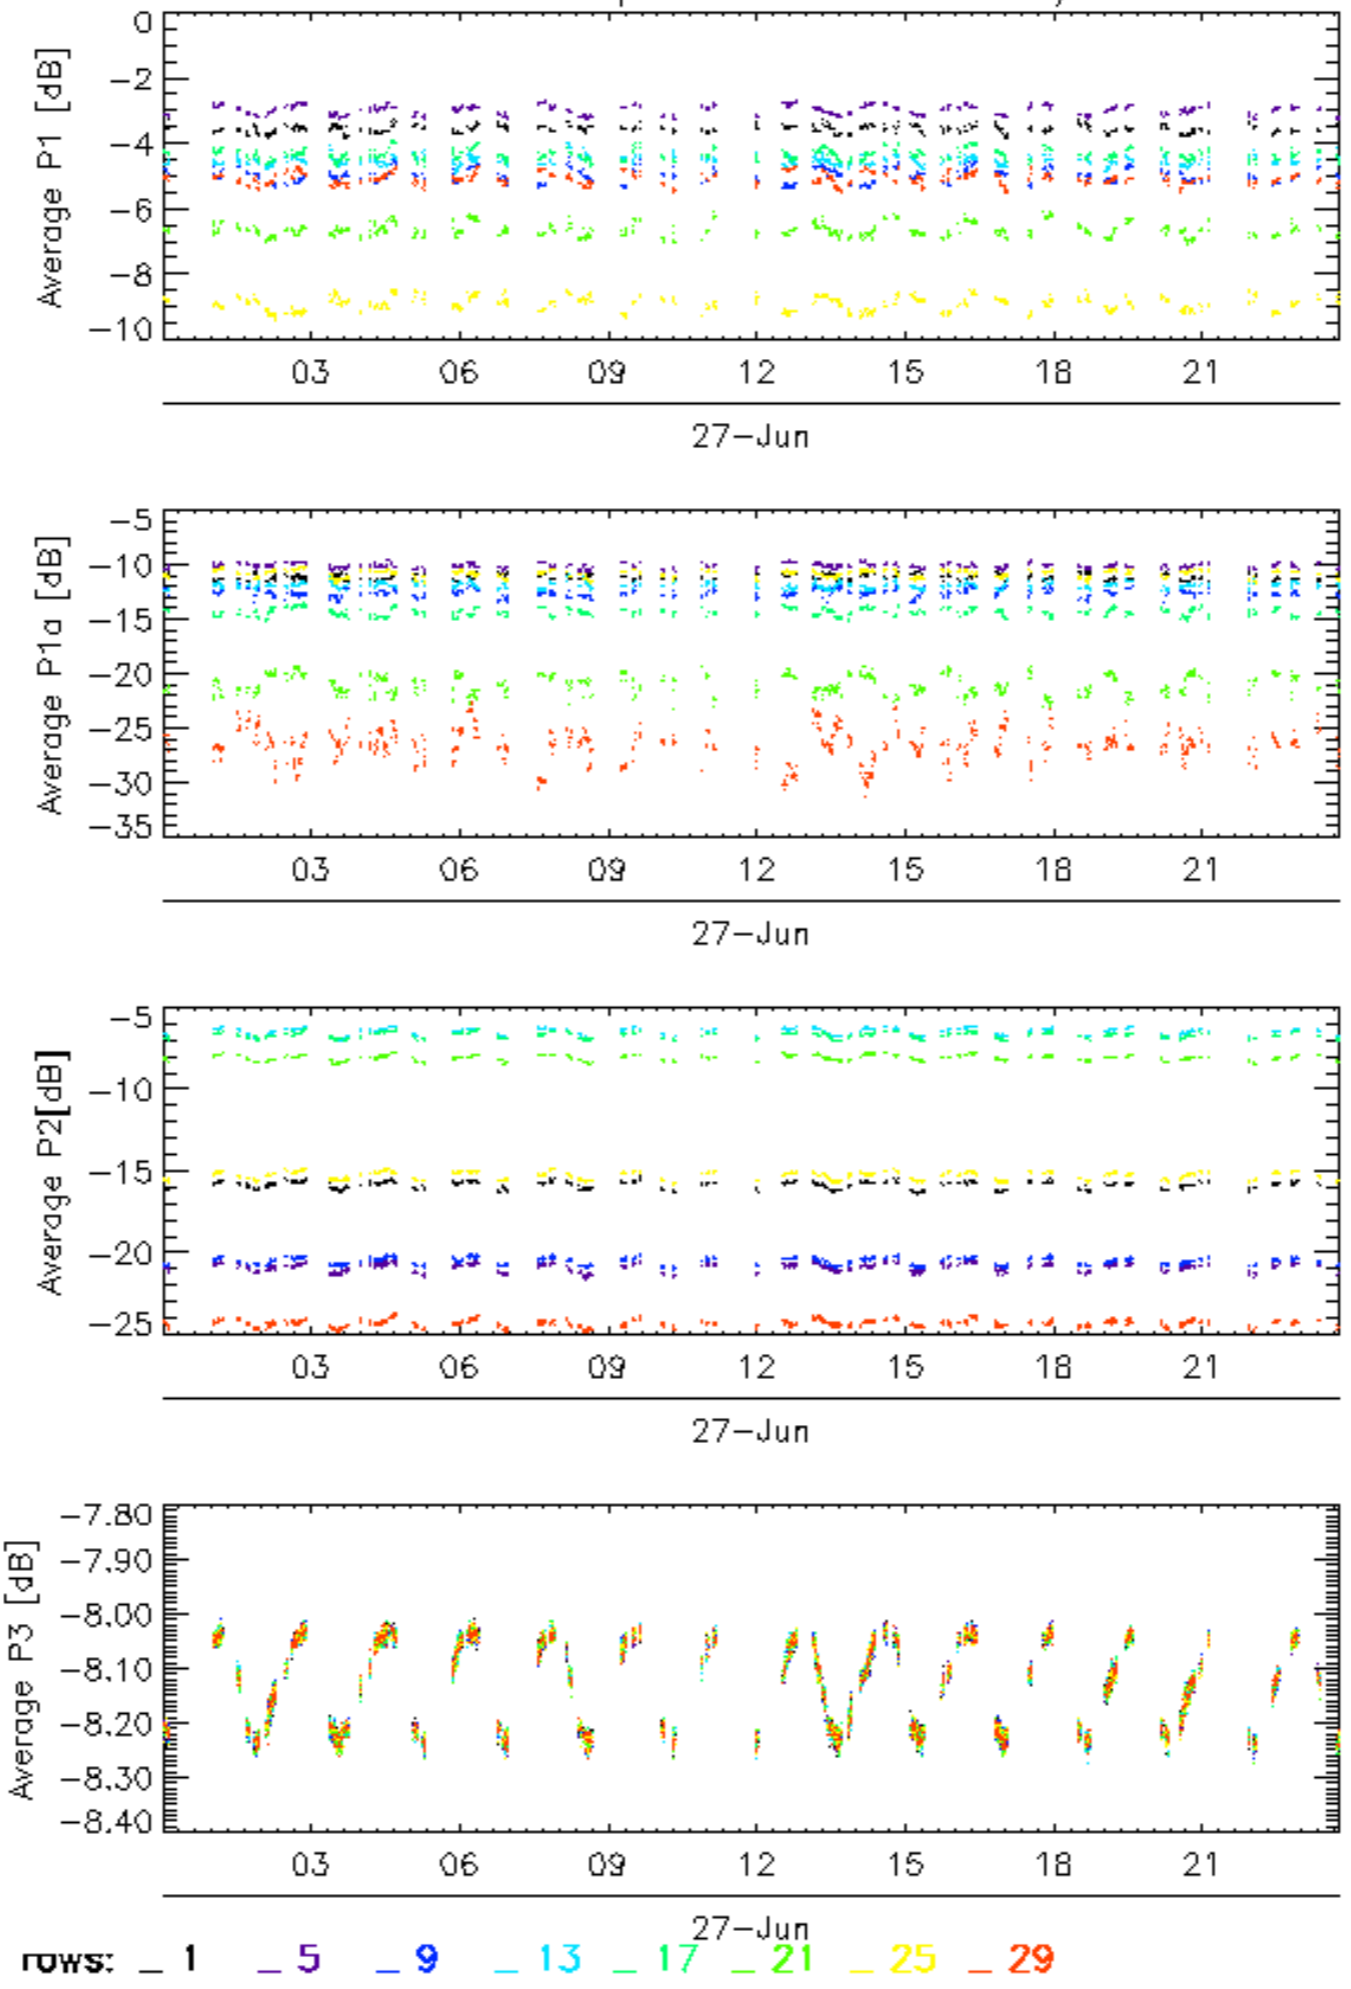 0
−2
−4
−6
−8
−10
Average P1 [dB]
03 06 09 12 15 18 21
27−Jun
−5
−10
−15
−20
−25
−30
−35
Average P1a [dB]
03 06 09 12 15 18 21
27−Jun
−5
−10
−15
−20
−25
Average P2[dB]
03 06 09 12 15 18 21
27−Jun
−7.80
−7.90
−8.00
−8.10
−8.20
−8.30
−8.40
Average P3 [dB]
03 06 09 12 15 18 21
27−Jun
rows: _ 1 _ 5 _ 9 _ 13 _ 17 _ 21 _ 25 _ 29